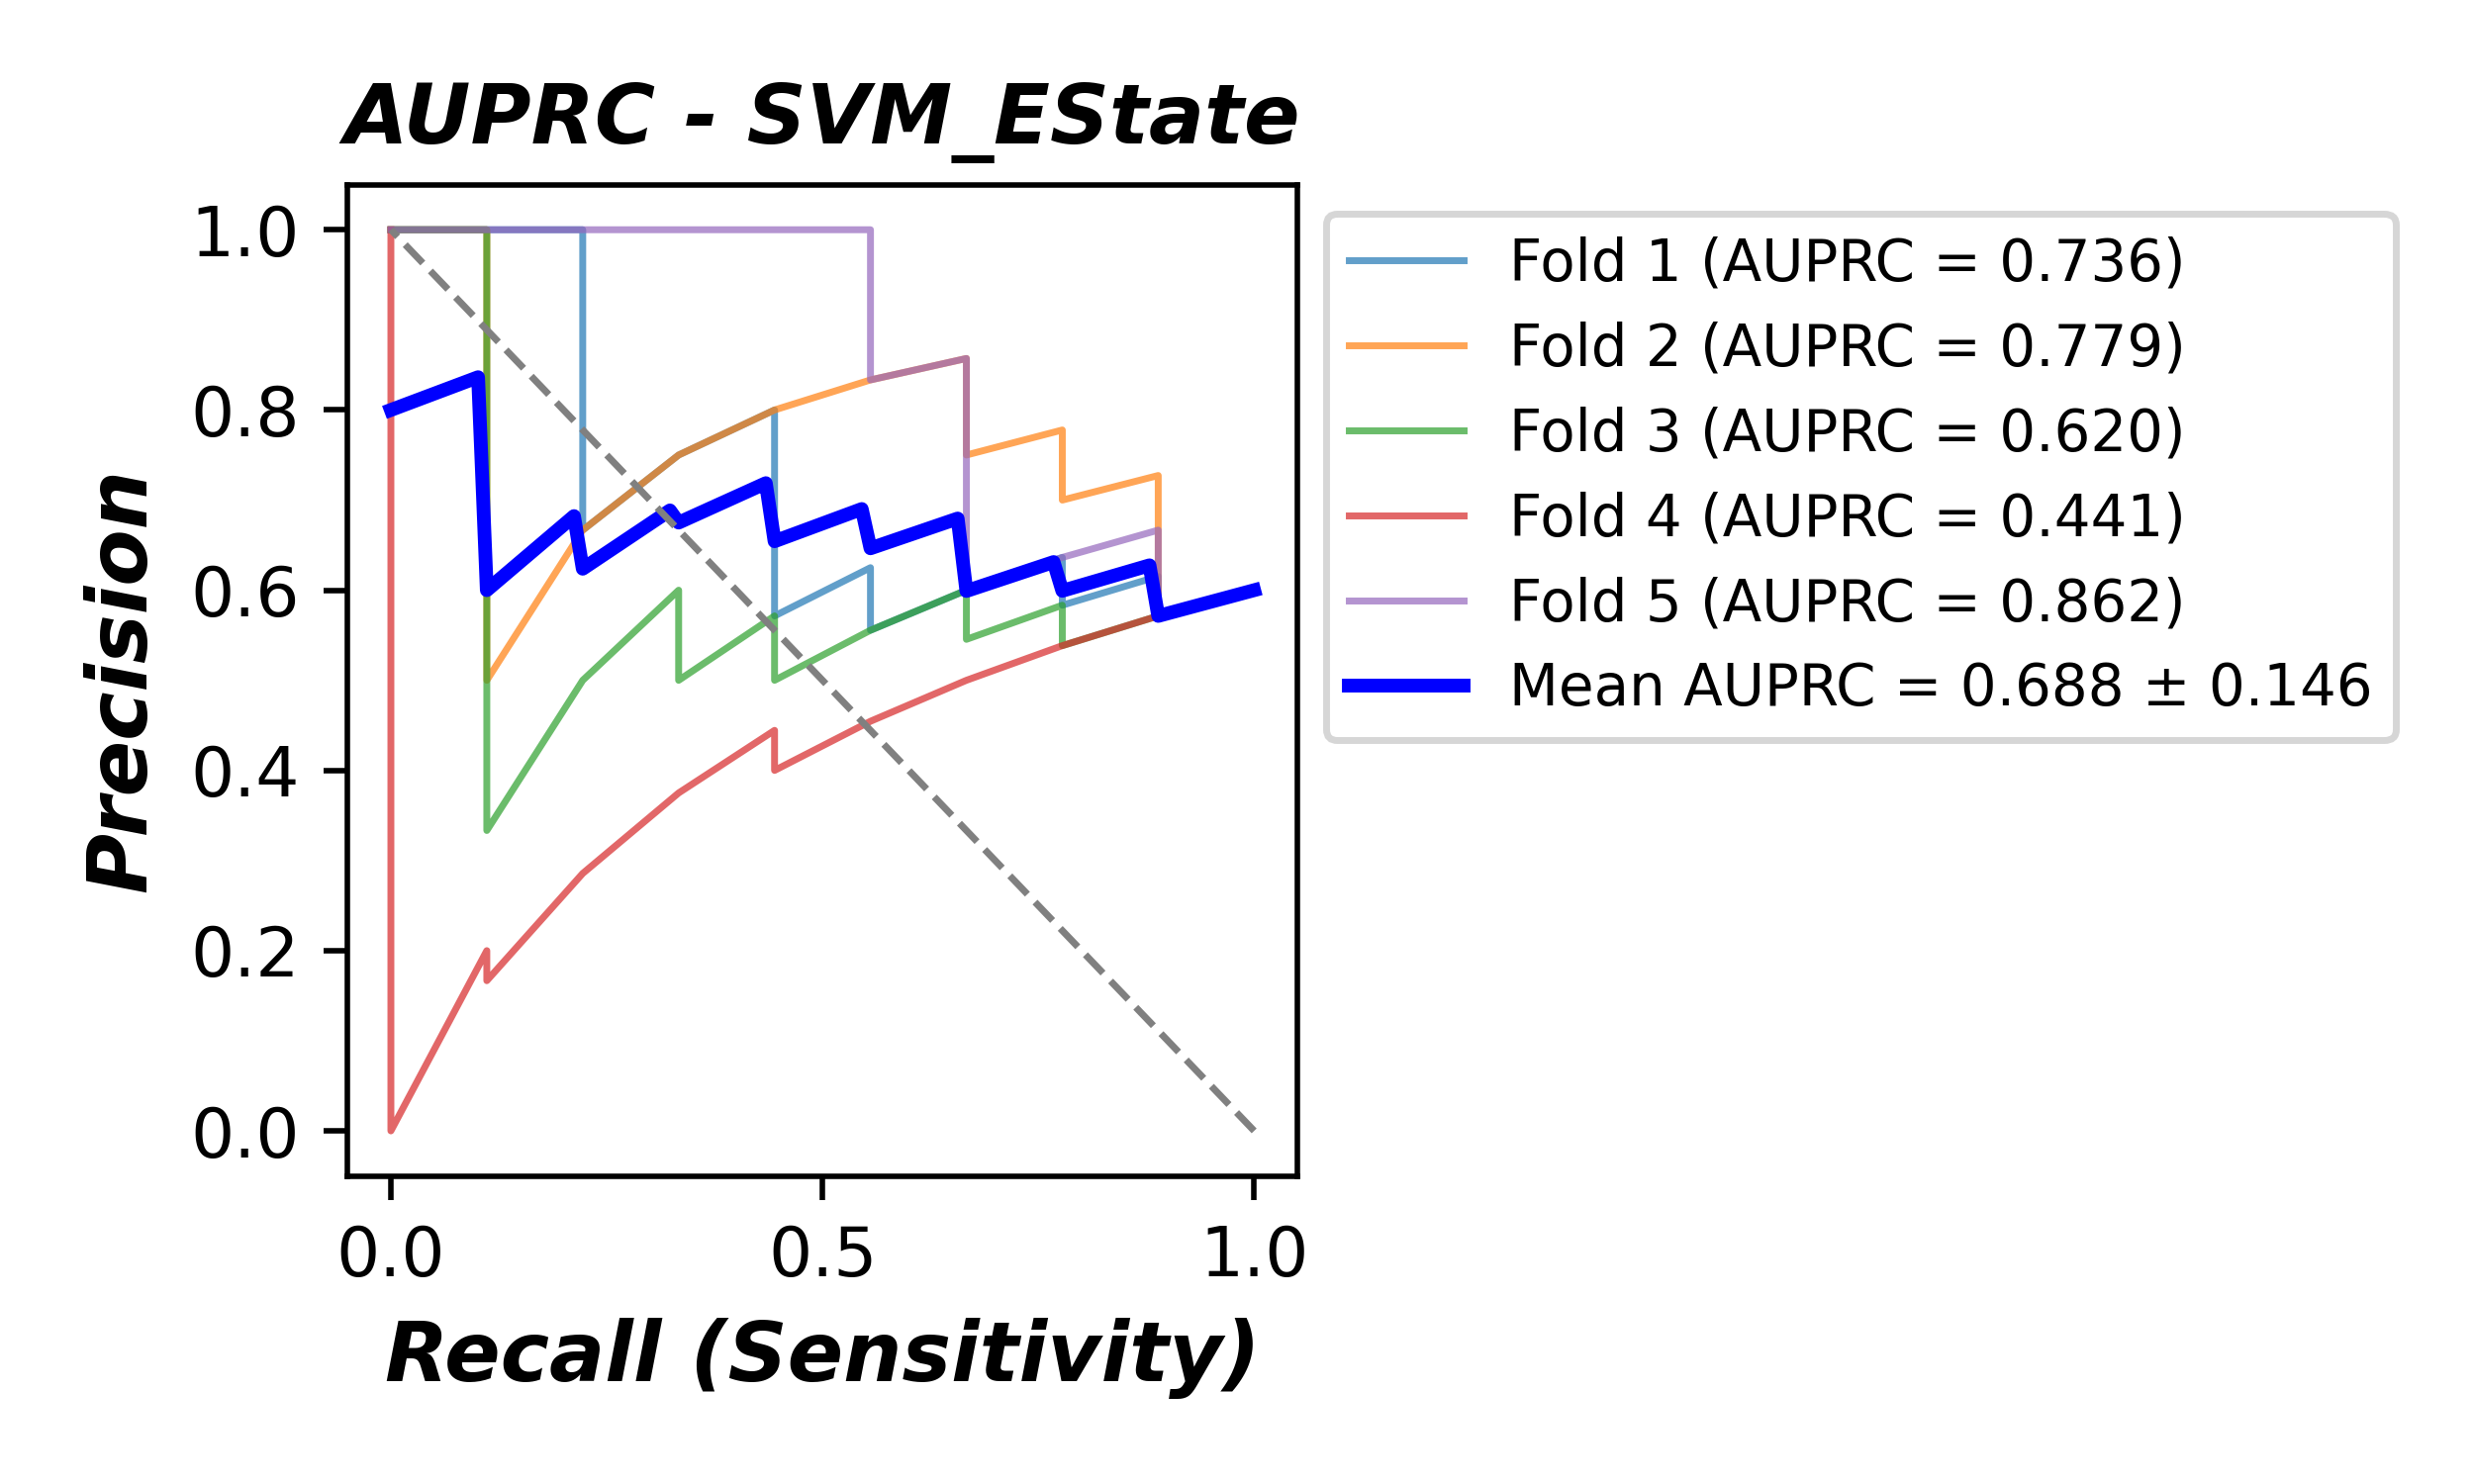 AUPRC - SVM_EState
Precision
1.0
0.8
0.6
0.4
0.2
0.0
0.0 0.5 1.0
Recall (Sensitivity)
Fold 1 (AUPRC = 0.736)
Fold 2 (AUPRC = 0.779)
Fold 3 (AUPRC = 0.620)
Fold 4 (AUPRC = 0.441)
Fold 5 (AUPRC = 0.862)
Mean AUPRC = 0.688 ± 0.146